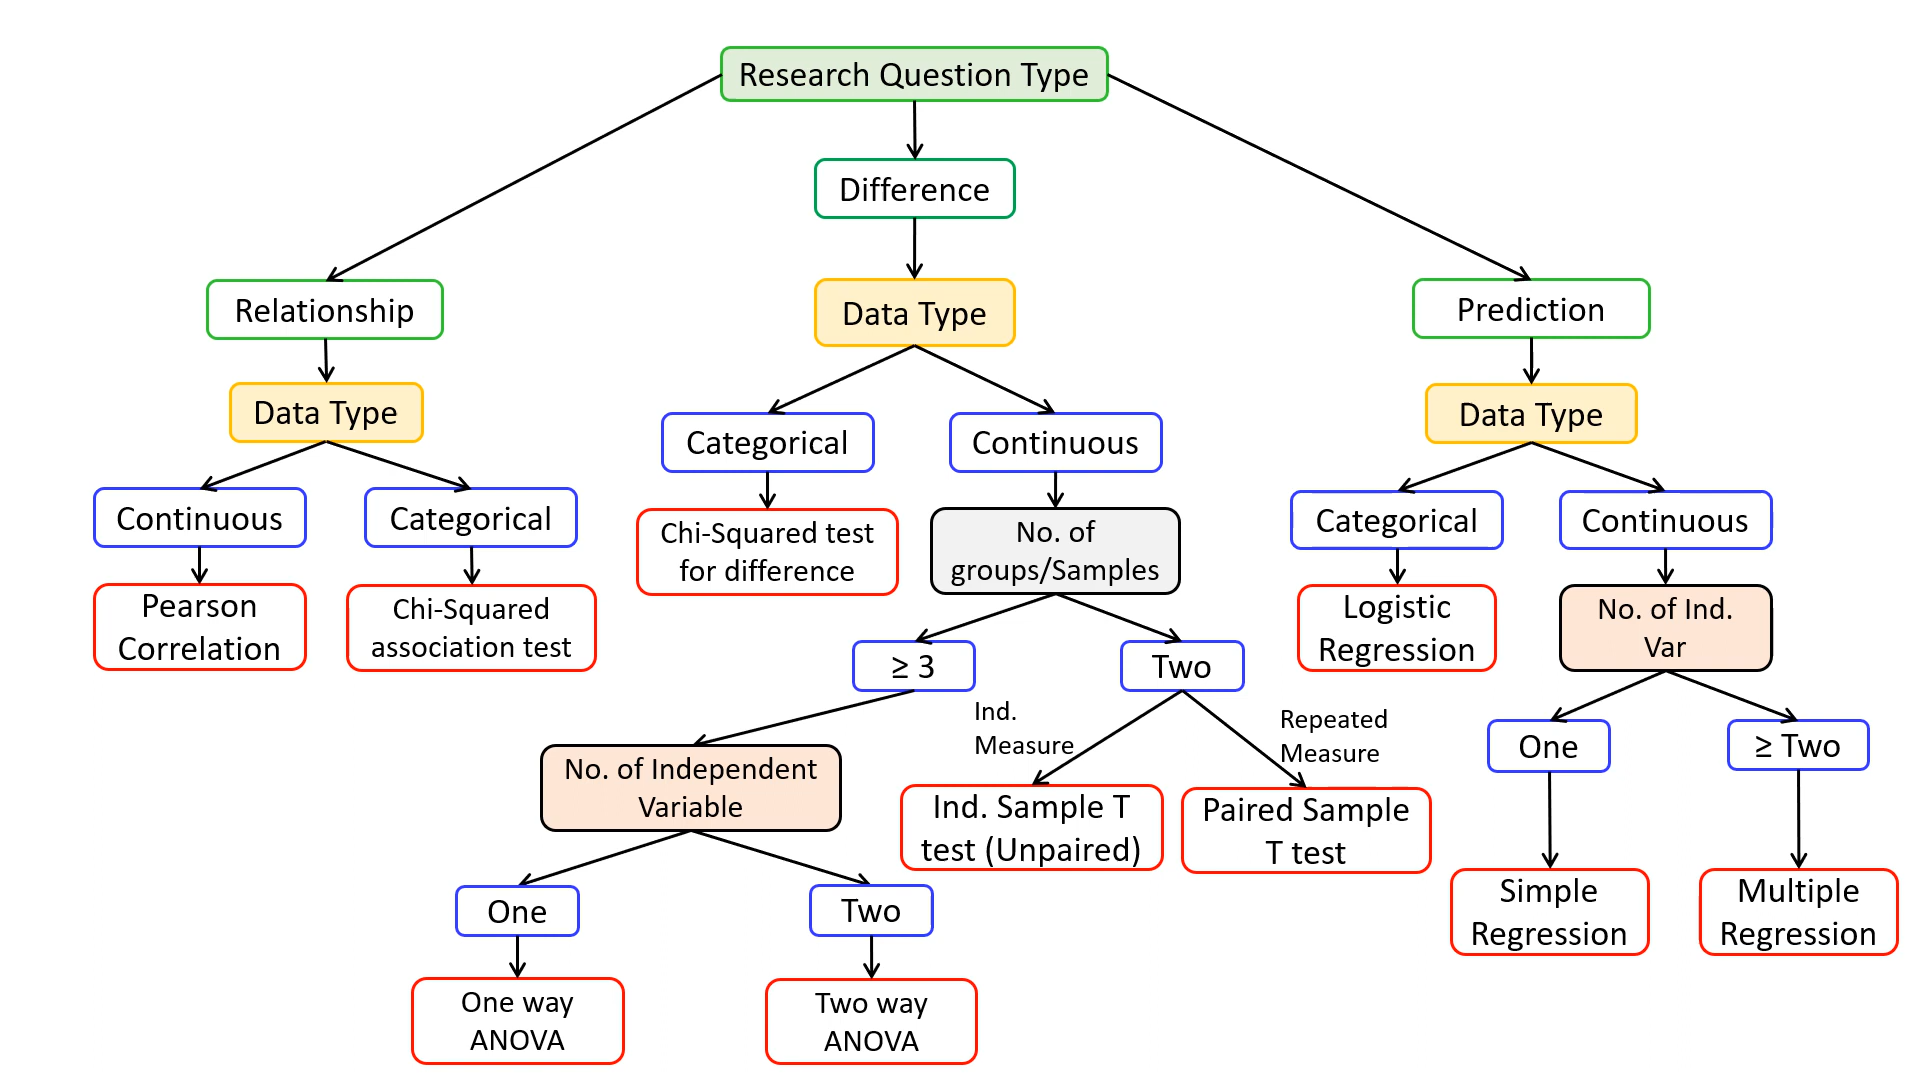 Research Question Type
Difference
Relationship
Data Type
Prediction
Data Type
Categorical
Continuous
Data Type
Continuous
Categorical
Chi-Squared test
for difference
No. of
groups/Samples
Categorical
Continuous
Pearson
Correlation
Chi-Squared
association test
≥ 3
Two
Logistic
Regression
No. of Ind.
Var
Ind.
Measure
Repeated
Measure
One
≥ Two
No. of Independent
Variable
Ind. Sample T
test (Unpaired)
Paired Sample
T test
One
Two
Simple
Regression
Multiple
Regression
One way
ANOVA
Two way
ANOVA